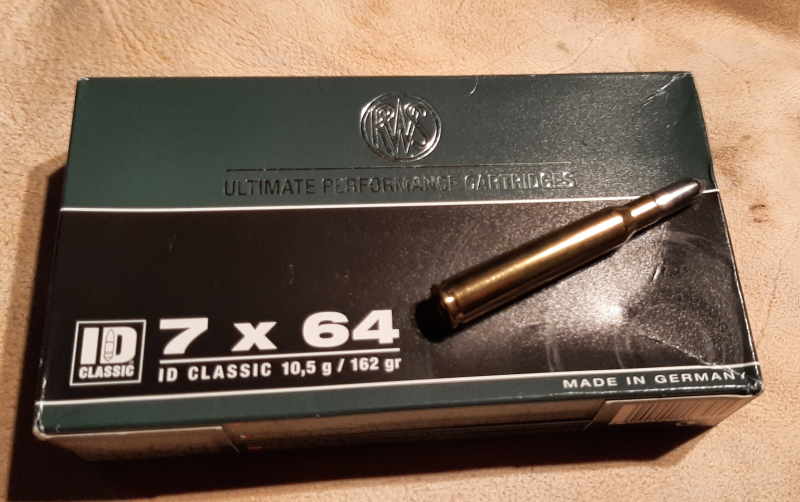 RWS
ULTIMATE PERFORMANCE CARTRIDGES
ID
CLASSIC
7 x 64
ID CLASSIC 10,5 g / 162 gr
MADE IN GERMANY